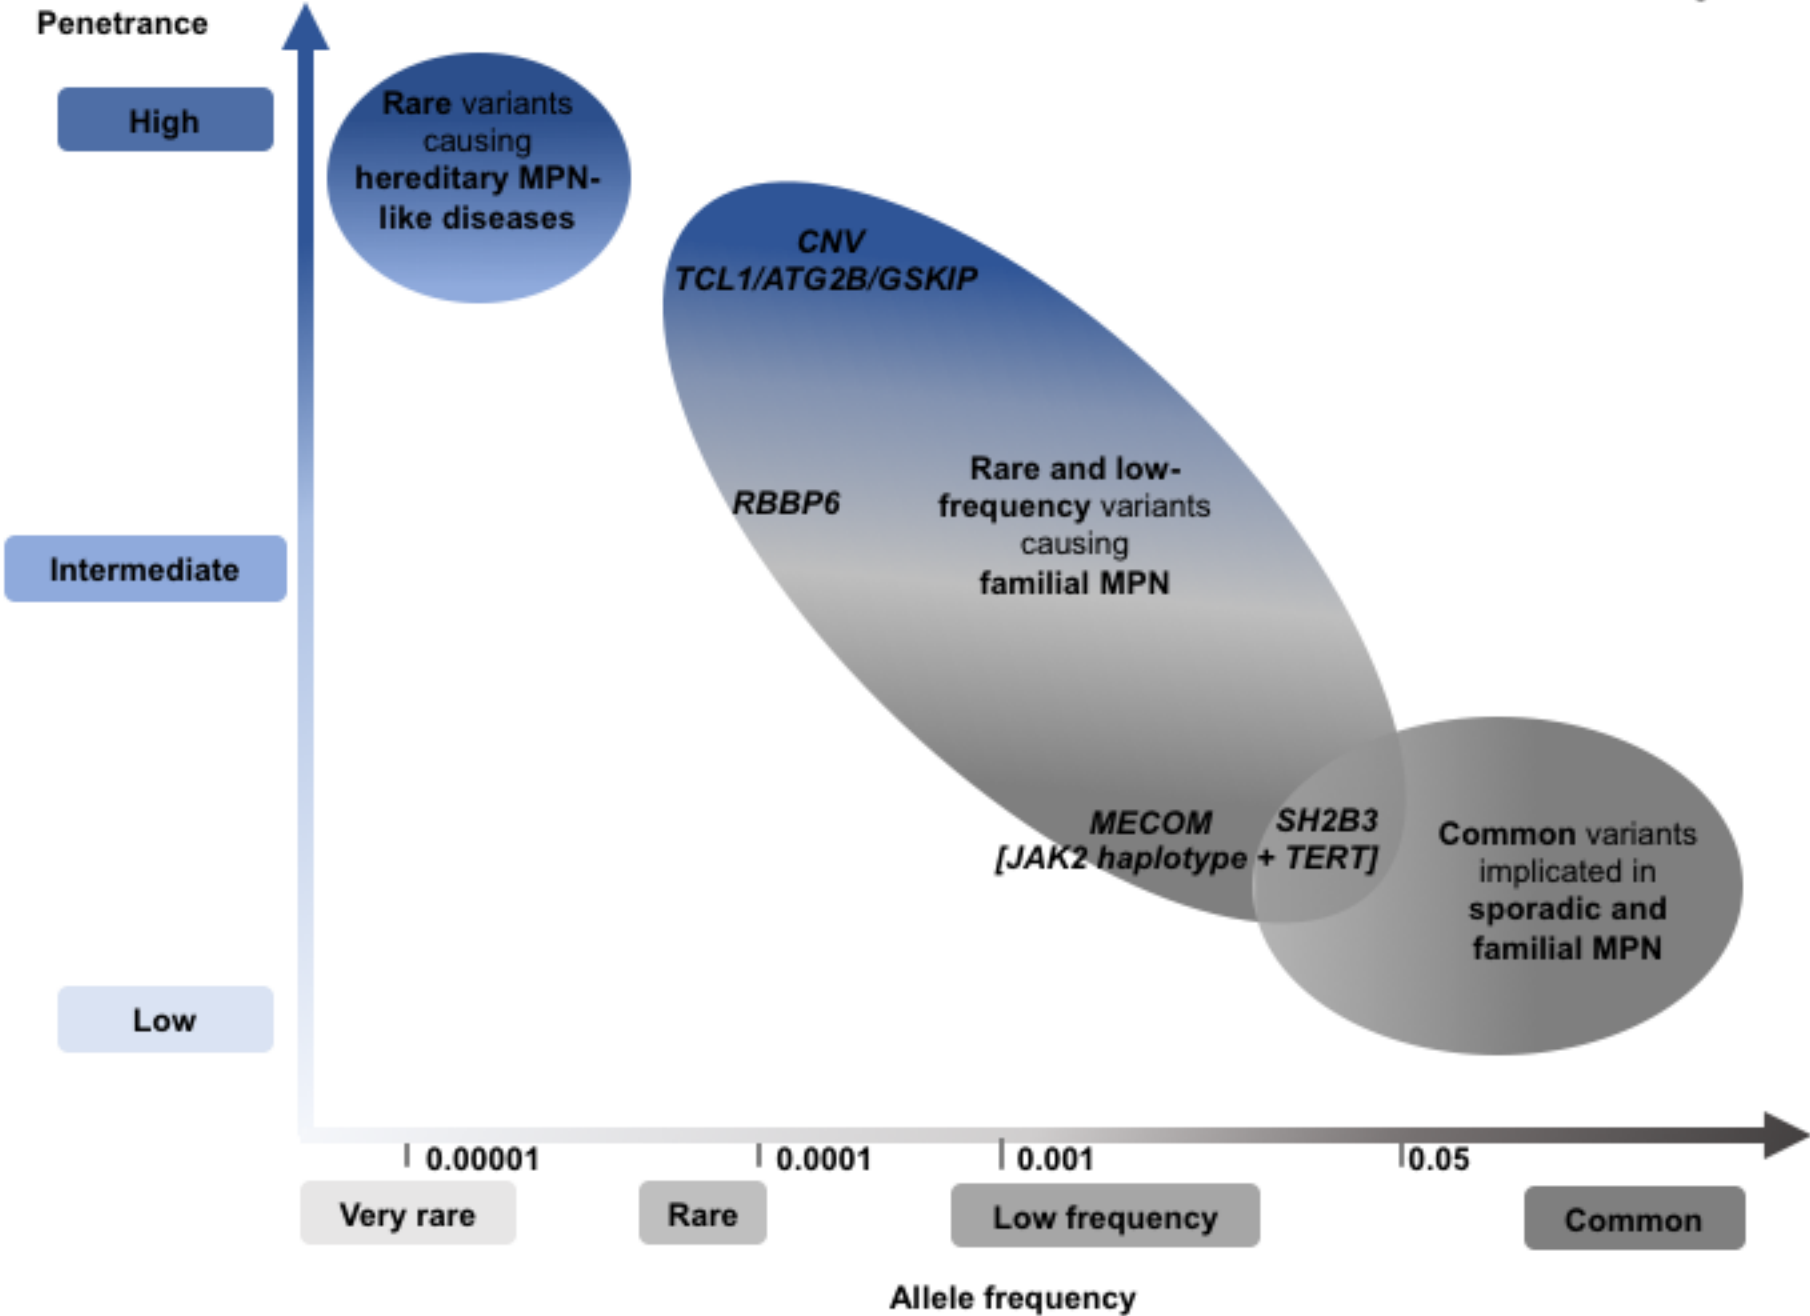 Penetrance
High
Rare variants
causing
hereditary MPN-
like diseases
CNV
TCL1/ATG2B/GSKIP
RBBP6
Rare and low-
frequency variants
causing
familial MPN
Intermediate
MECOM
SH2B3
[JAK2 haplotype + TERT]
Common variants
implicated in
sporadic and
familial MPN
Low
0.00001
0.0001
0.001
0.05
Very rare
Rare
Low frequency
Common
Allele frequency